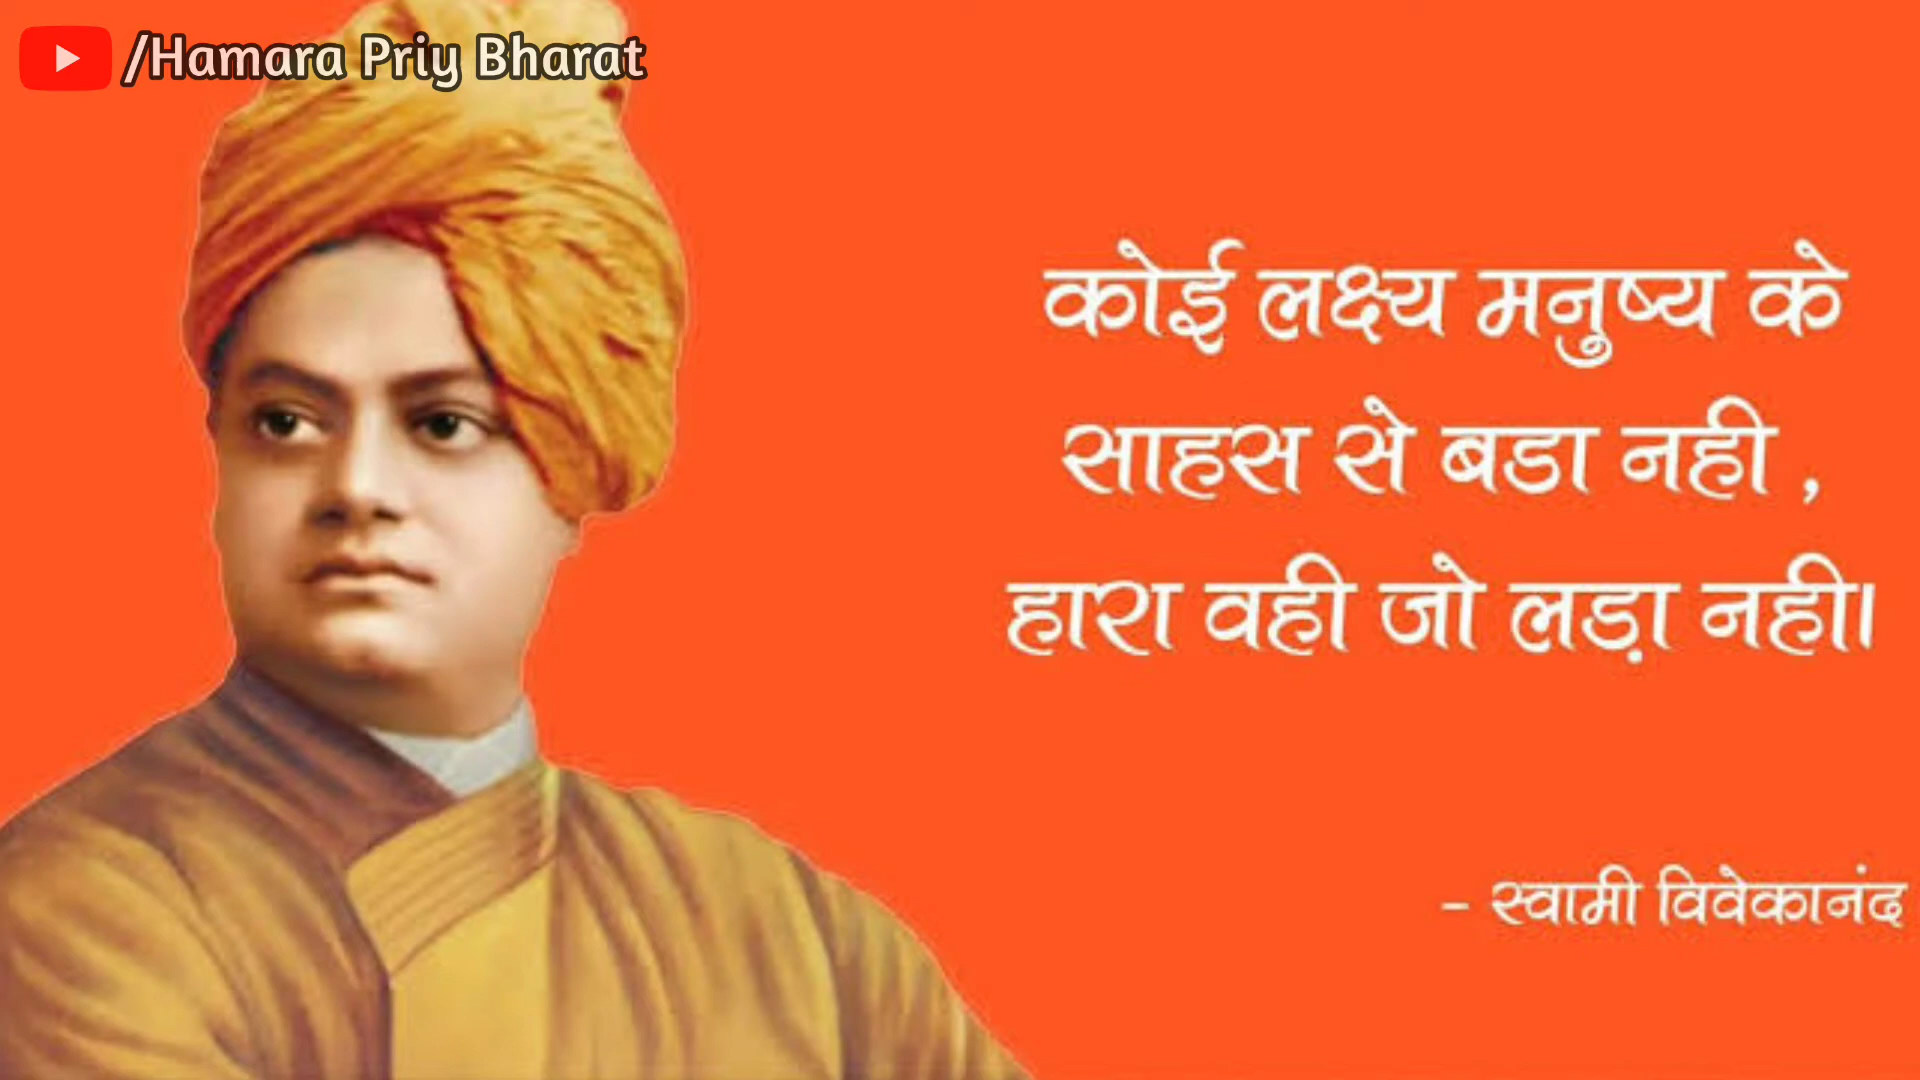 /Hamara Priy Bharat
कोई लक्ष्य मनुष्य के
साहस से बडा नही ,
हारा वही जो लड़ा नही।
- स्वामी विवेकानंद